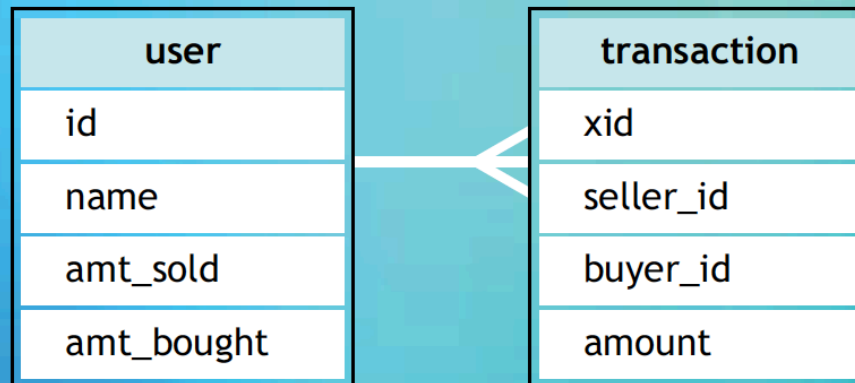 user
id
name
amt_sold
amt_bought
transaction
xid
seller_id
buyer_id
amount